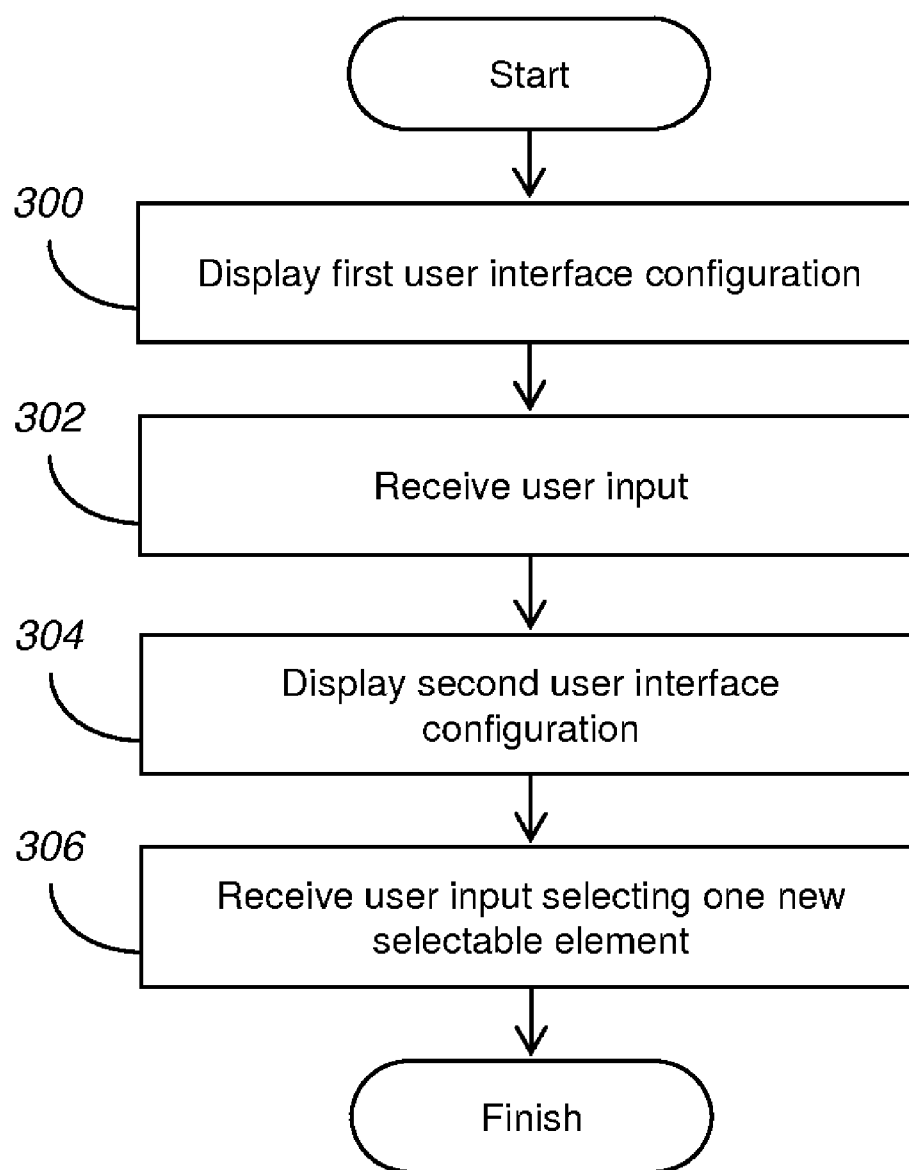 Start
300
Display first user interface configuration
302
Receive user input
304
Display second user interface
configuration
306
Receive user input selecting one new
selectable element
Finish